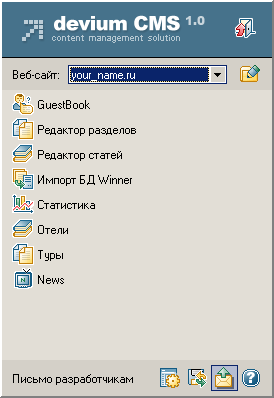 devium CMS 1.0
content management solution
Веб-сайт: your_name.ru
GuestBook
Редактор разделов
Редактор статей
Импорт БД Winner
Статистика
Отели
Туры
News
Письмо разработчикам